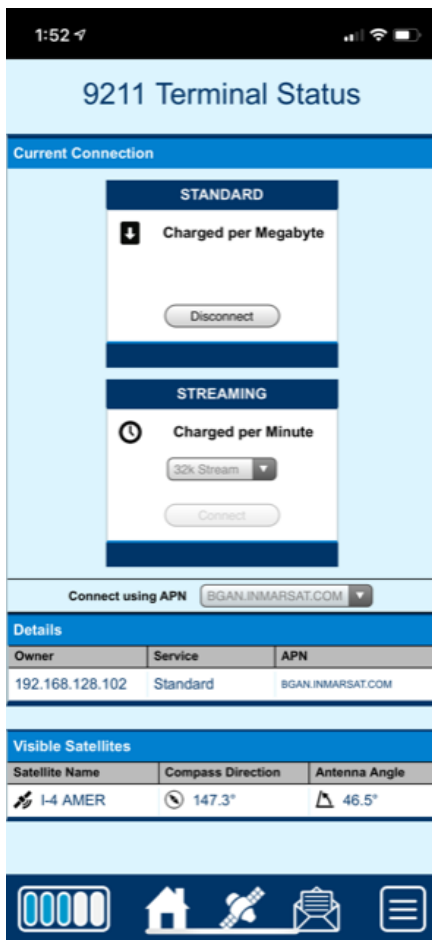 1:52
9211 Terminal Status
Current Connection
STANDARD
Charged per Megabyte
Disconnect
STREAMING
Charged per Minute
32k Stream
Connect
Connect using APN BGAN.INMARSAT.COM
Details
Owner Service APN
192.168.128.102 Standard BGAN.INMARSAT.COM
Visible Satellites
Satellite Name Compass Direction Antenna Angle
I-4 AMER 147.3° 46.5°